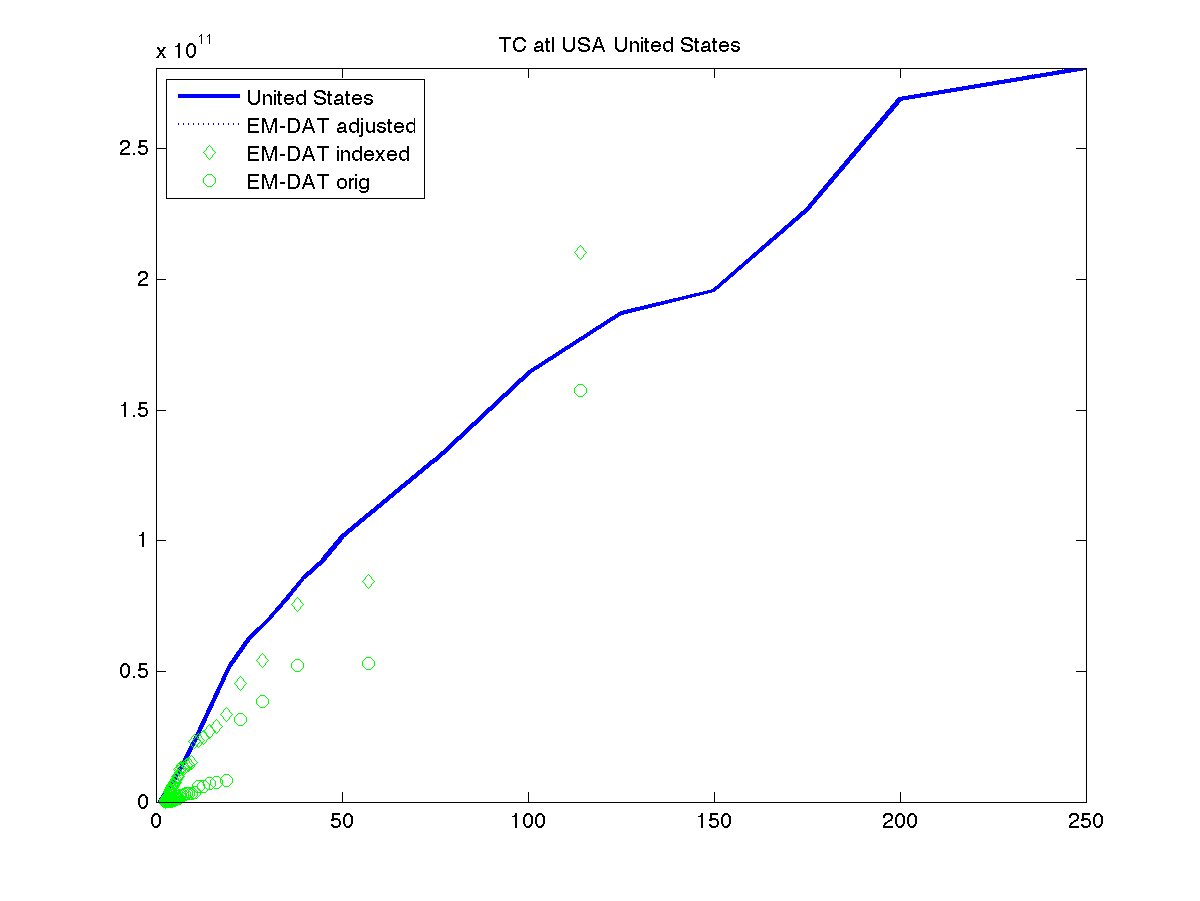 TC atl USA United States
x 10^11
United States
EM-DAT adjusted
EM-DAT indexed
EM-DAT orig
2.5
2
1.5
1
0.5
0
0 50 100 150 200 250